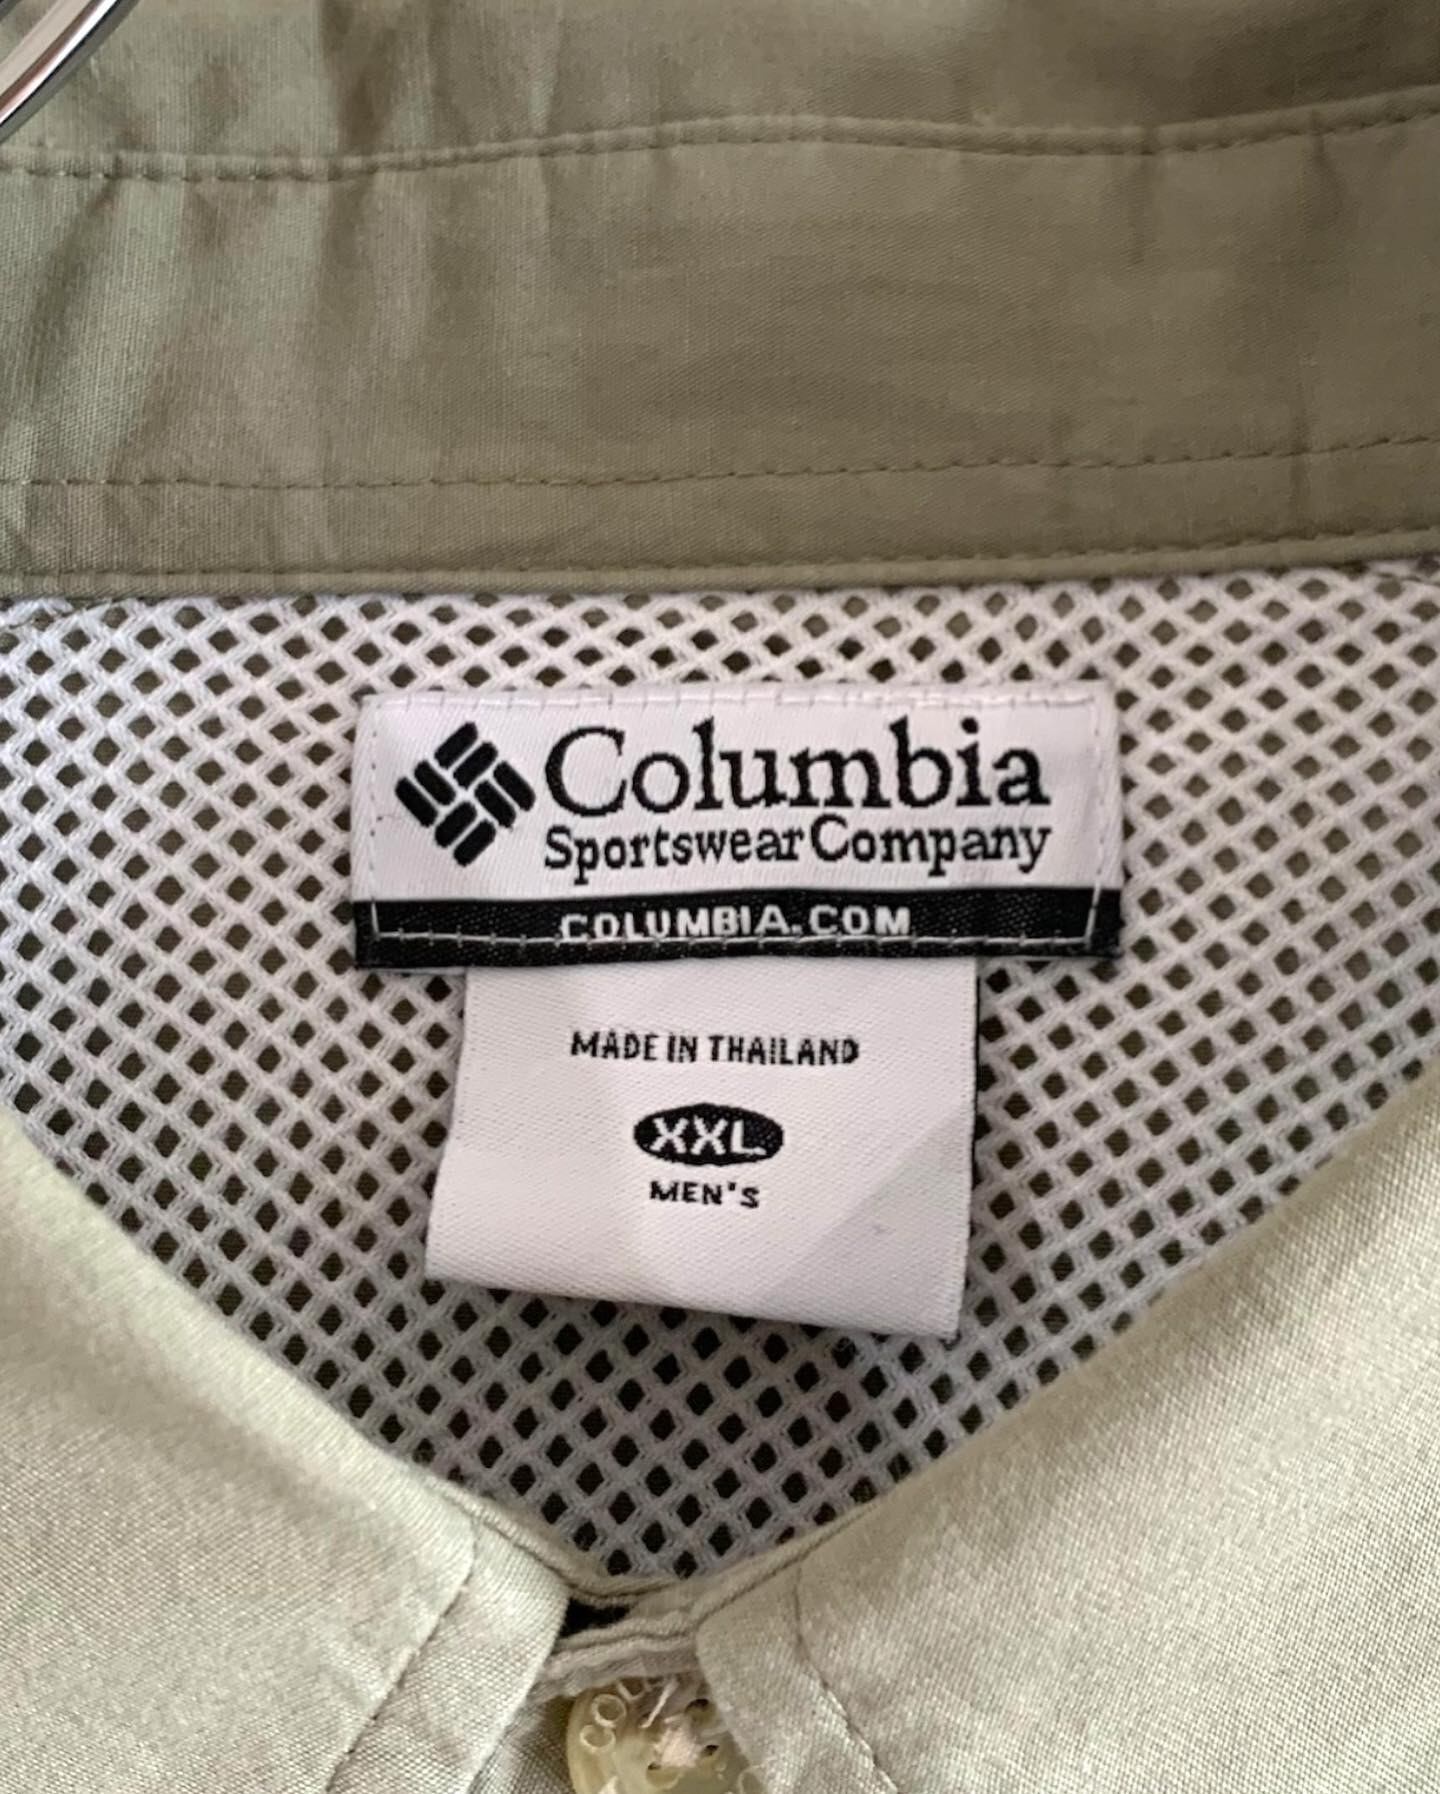 Columbia
Sportswear Company
COLUMBIA.COM
MADE IN THAILAND
XXL
MEN'S